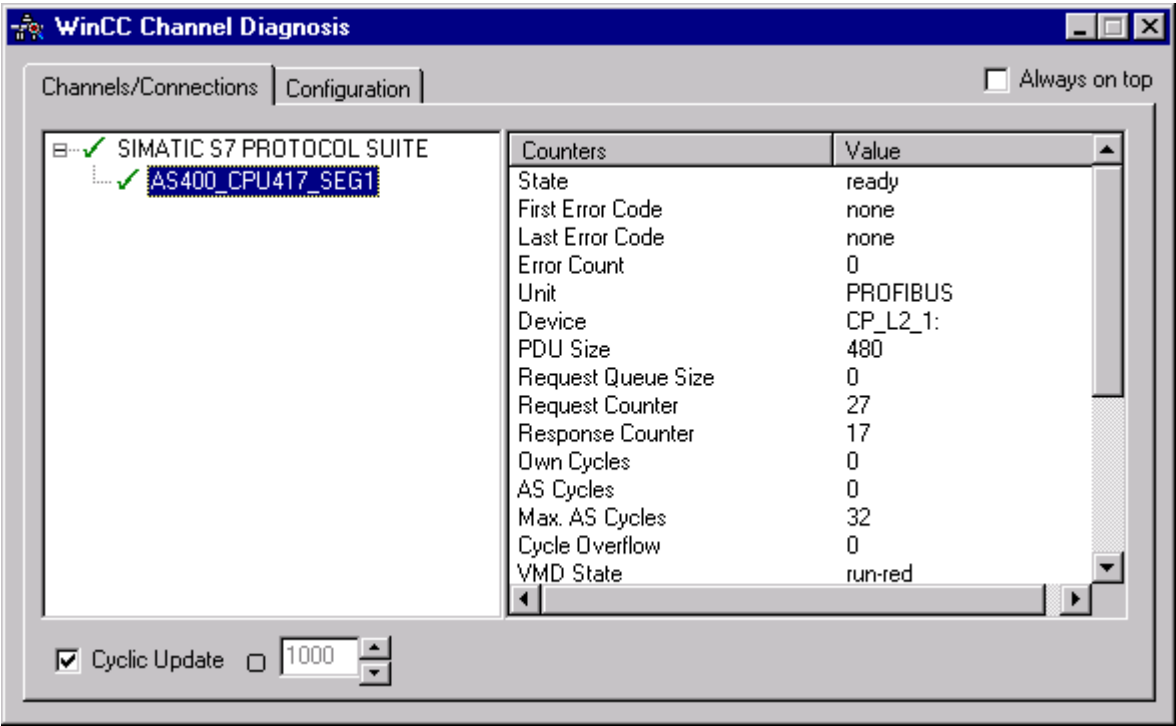 WinCC Channel Diagnosis
Channels/Connections Configuration Always on top
SIMATIC S7 PROTOCOL SUITE
AS400_CPU417_SEG1
Counters Value
State ready
First Error Code none
Last Error Code none
Error Count 0
Unit PROFIBUS
Device CP_L2_1:
PDU Size 480
Request Queue Size 0
Request Counter 27
Response Counter 17
Own Cycles 0
AS Cycles 0
Max. AS Cycles 32
Cycle Overflow 0
VMD State run-red
Cyclic Update 1000